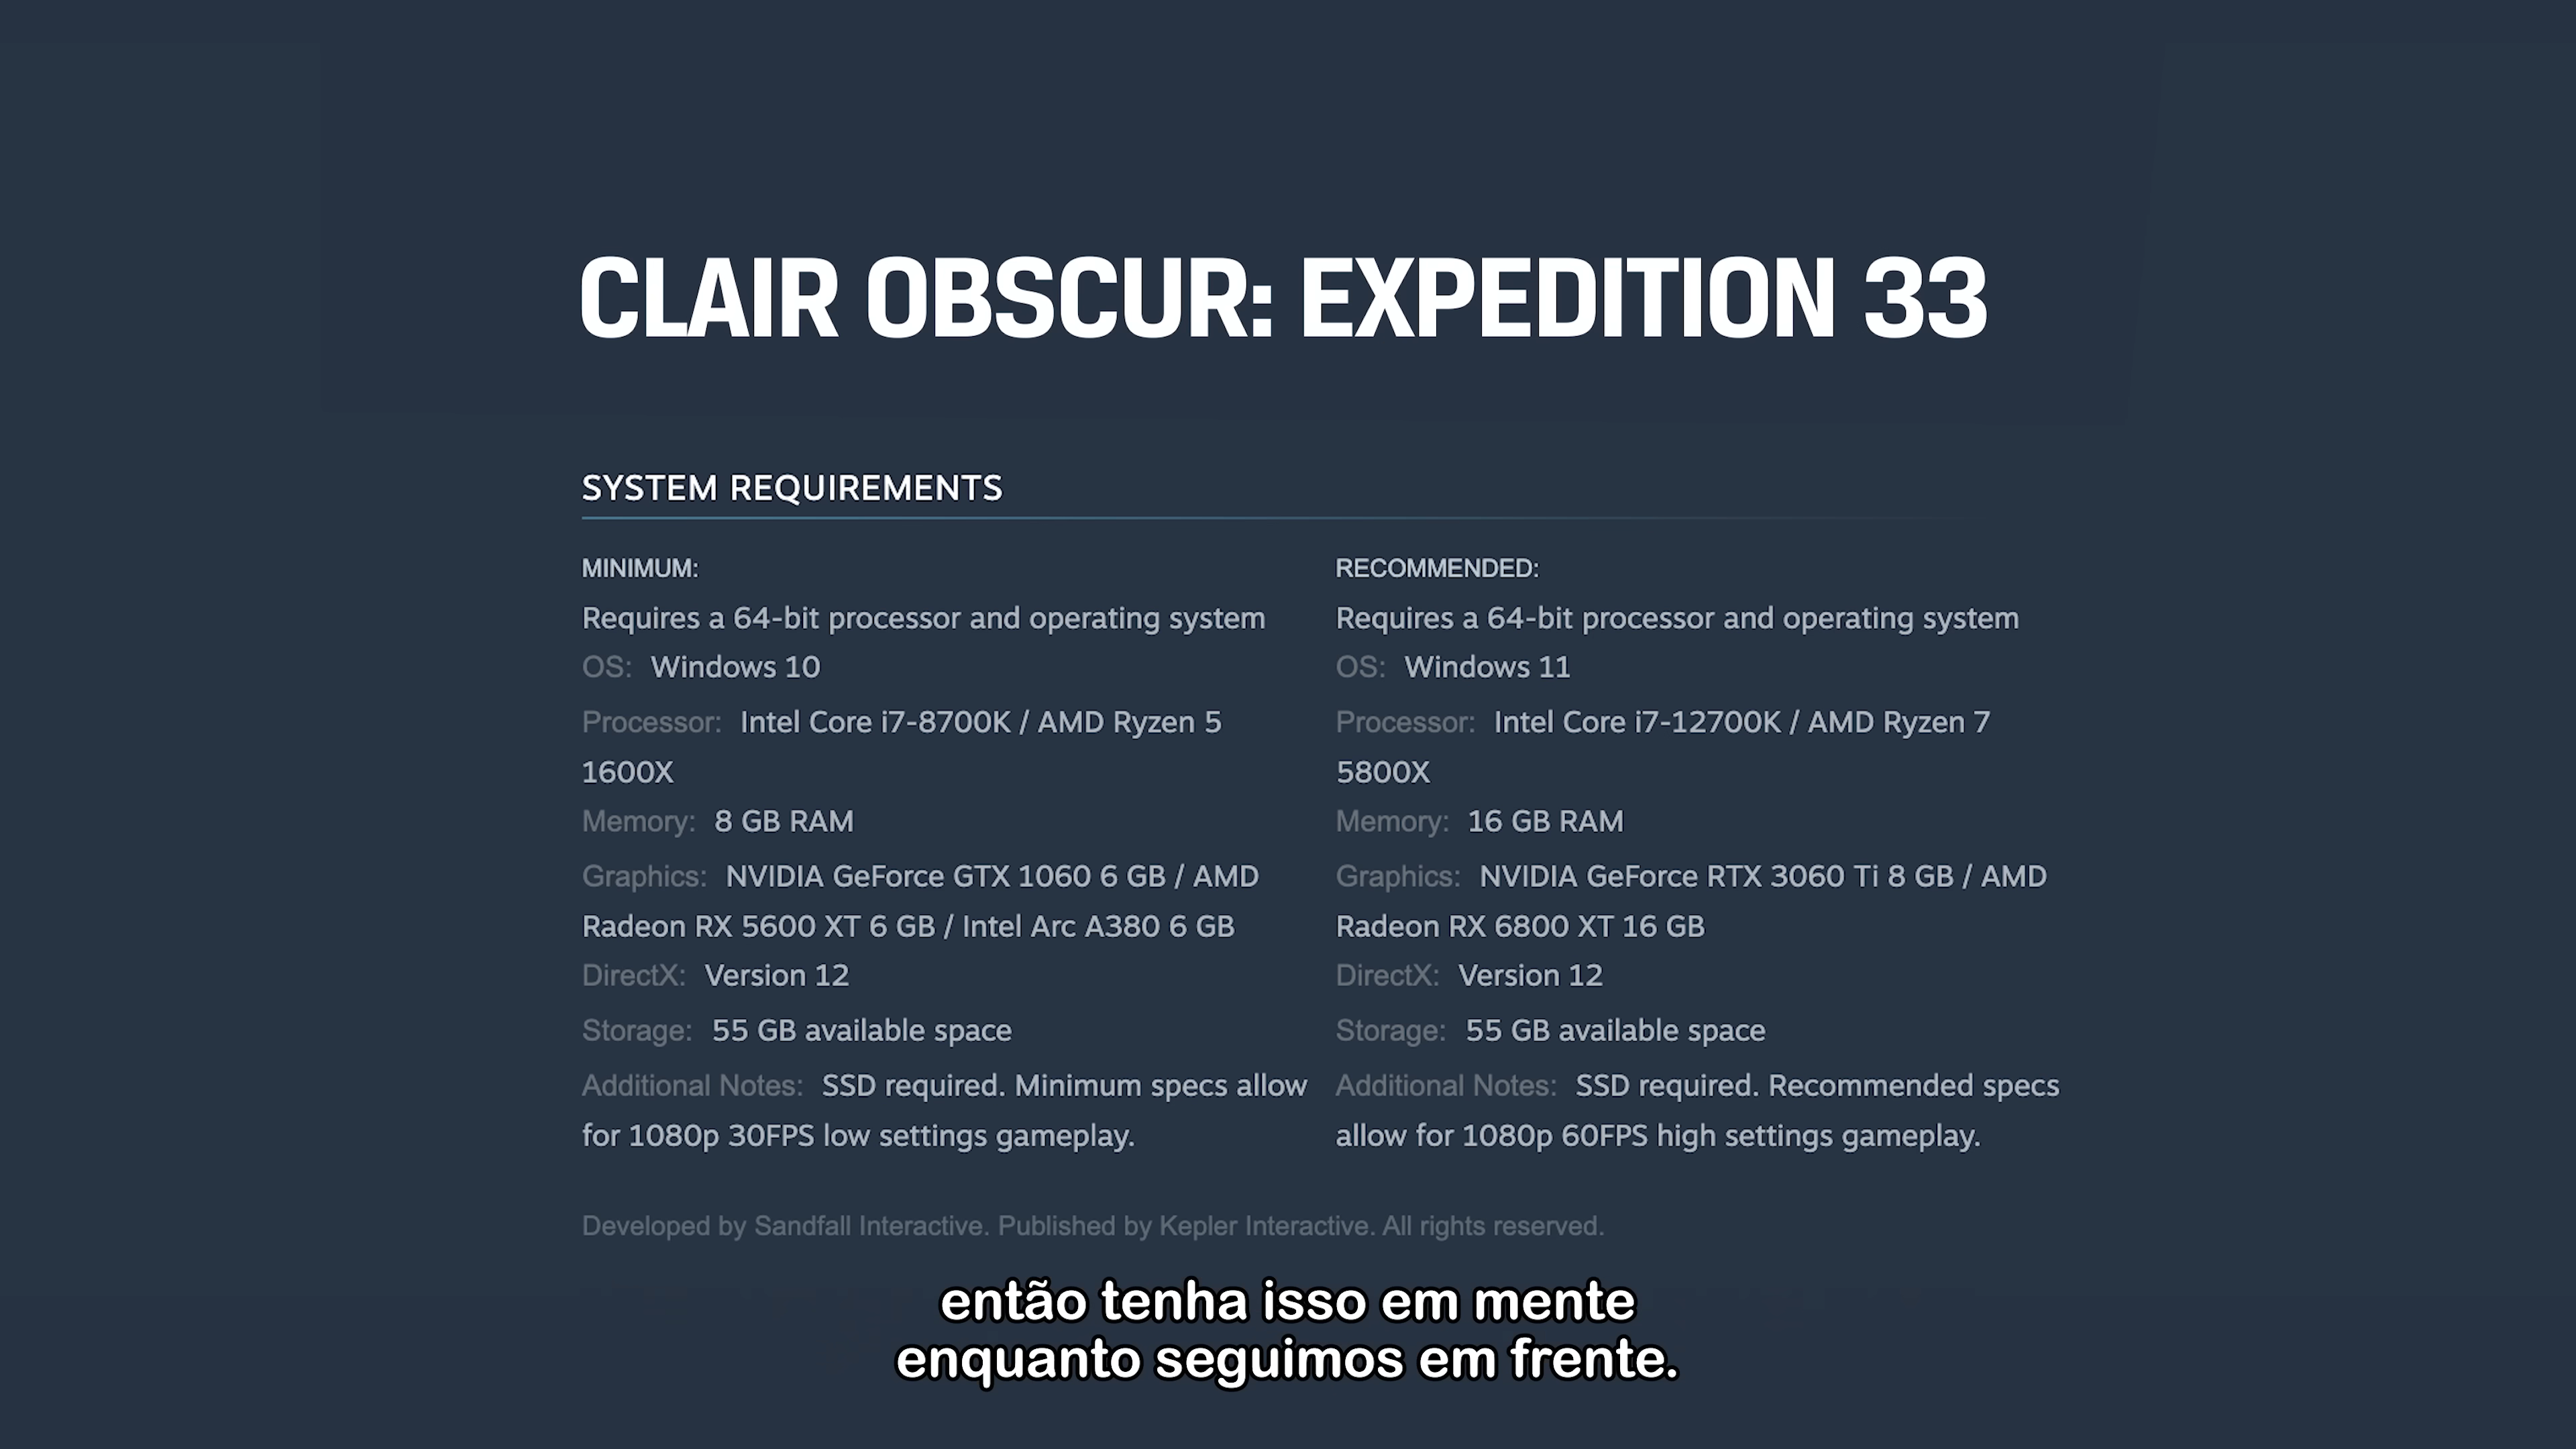 CLAIR OBSCUR: EXPEDITION 33
SYSTEM REQUIREMENTS
MINIMUM:
Requires a 64-bit processor and operating system
OS: Windows 10
Processor: Intel Core i7-8700K / AMD Ryzen 5
1600X
Memory: 8 GB RAM
Graphics: NVIDIA GeForce GTX 1060 6 GB / AMD
Radeon RX 5600 XT 6 GB / Intel Arc A380 6 GB
DirectX: Version 12
Storage: 55 GB available space
Additional Notes: SSD required. Minimum specs allow
for 1080p 30FPS low settings gameplay.
RECOMMENDED:
Requires a 64-bit processor and operating system
OS: Windows 11
Processor: Intel Core i7-12700K / AMD Ryzen 7
5800X
Memory: 16 GB RAM
Graphics: NVIDIA GeForce RTX 3060 Ti 8 GB / AMD
Radeon RX 6800 XT 16 GB
DirectX: Version 12
Storage: 55 GB available space
Additional Notes: SSD required. Recommended specs
allow for 1080p 60FPS high settings gameplay.
Developed by Sandfall Interactive. Published by Kepler Interactive. All rights reserved.
então tenha isso em mente
enquanto seguimos em frente.